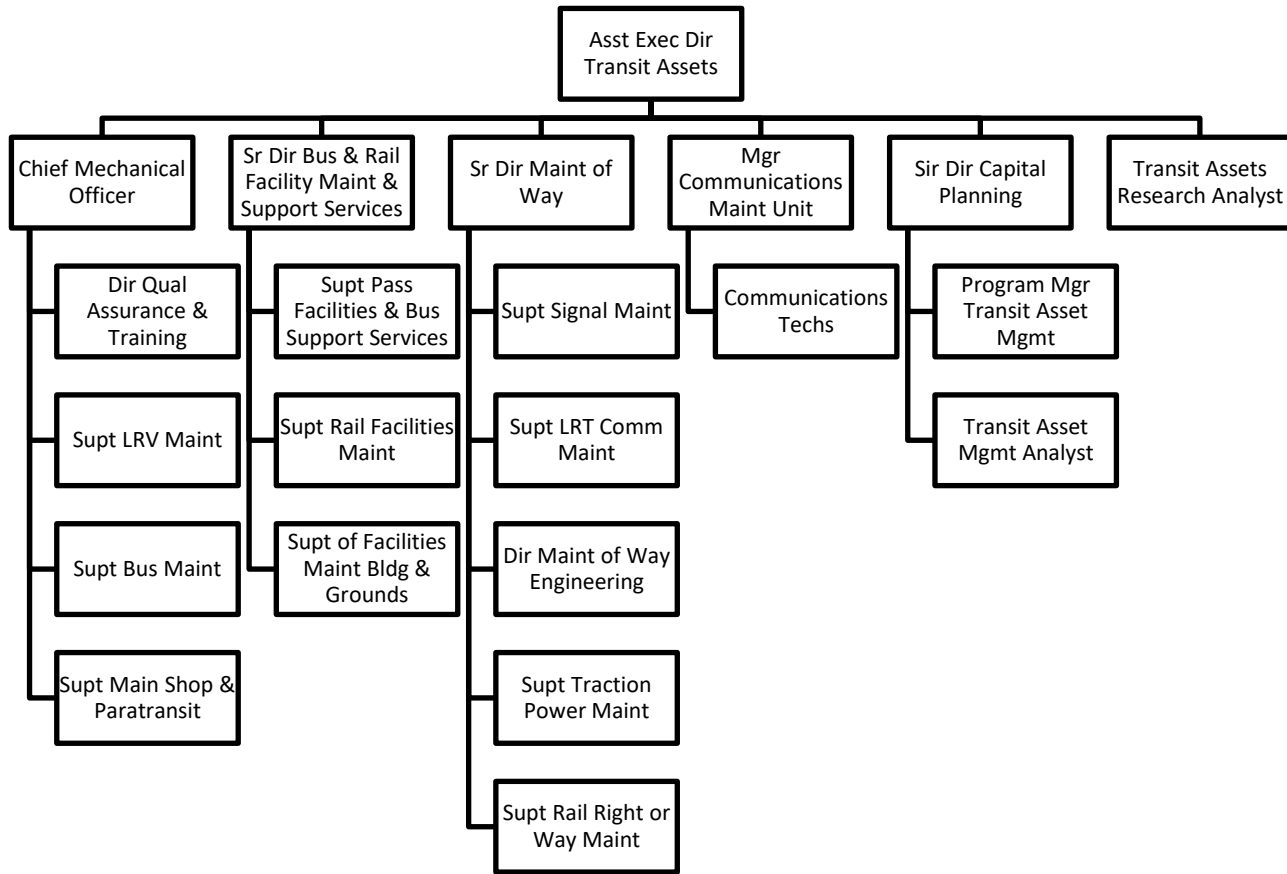 Asst Exec Dir
Transit Assets
Chief Mechanical
Officer
Sr Dir Bus & Rail
Facility Maint &
Support Services
Sr Dir Maint of
Way
Mgr
Communications
Maint Unit
Sir Dir Capital
Planning
Transit Assets
Research Analyst
Dir Qual
Assurance &
Training
Supt LRV Maint
Supt Bus Maint
Supt Main Shop &
Paratransit
Supt Pass
Facilities & Bus
Support Services
Supt Rail Facilities
Maint
Supt of Facilities
Maint Bldg &
Grounds
Supt Signal Maint
Supt LRT Comm
Maint
Dir Maint of Way
Engineering
Supt Traction
Power Maint
Supt Rail Right or
Way Maint
Communications
Techs
Program Mgr
Transit Asset
Mgmt
Transit Asset
Mgmt Analyst